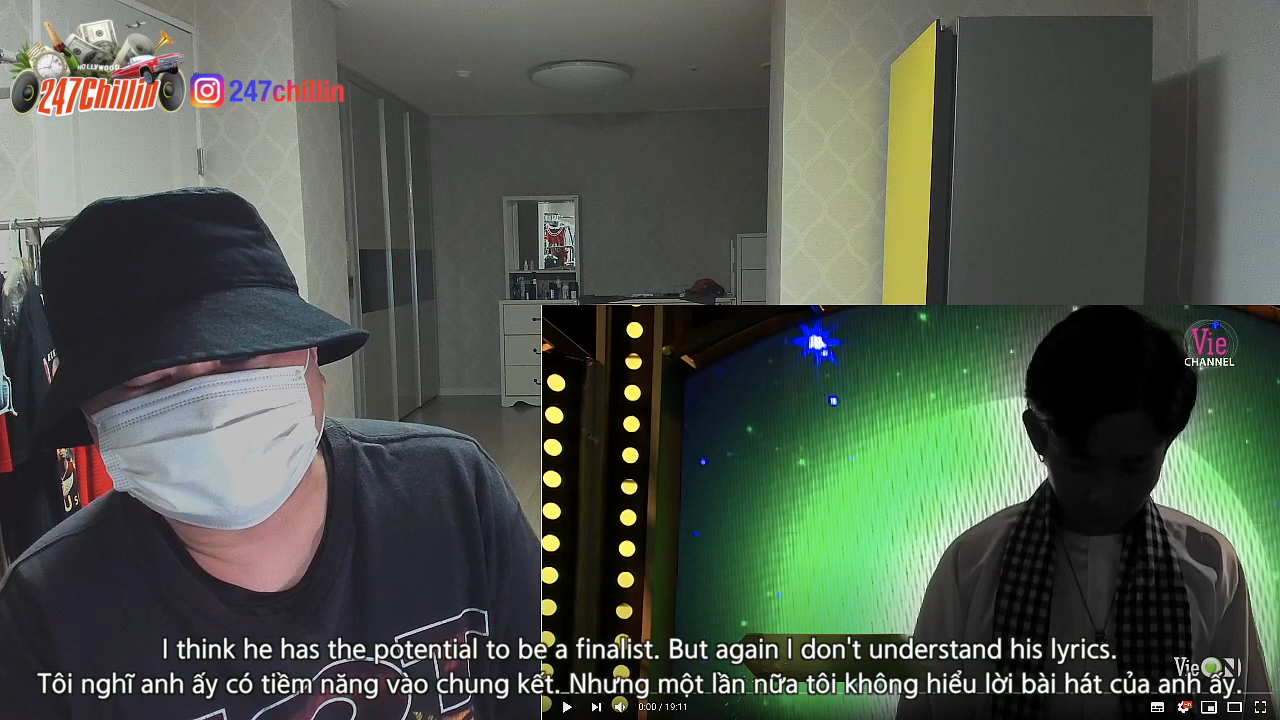 HOLLYWOOD
247Chillin
247chillin
Vie
CHANNEL
I think he has the potential to be a finalist. But again I don't understand his lyrics.
Tôi nghĩ anh ấy có tiềm năng vào chung kết. Nhưng một lần nữa tôi không hiểu lời bài hát của anh ấy.
VieON
0:00 / 19:11